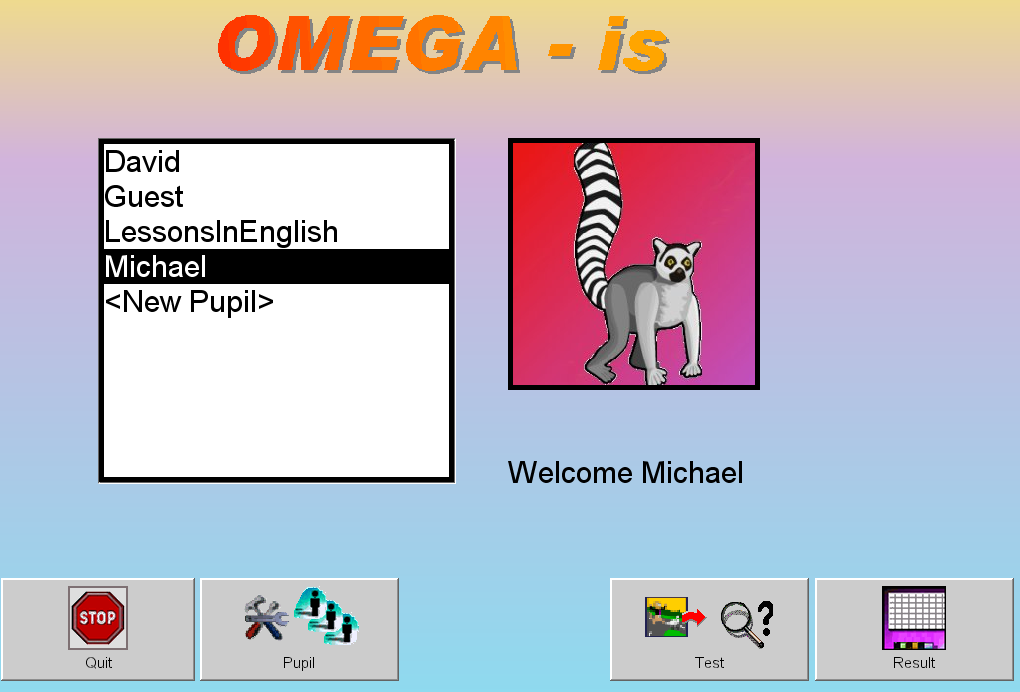 OMEGA - is
David
Guest
LessonsInEnglish
Michael
<New Pupil>
Welcome Michael
STOP
Quit
Pupil
?
Test
Result